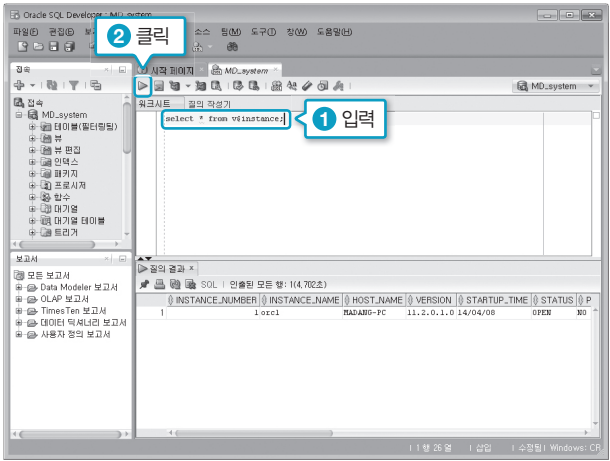 Oracle SQL Developer : MD_system
파일(F) 편집(E) 소스 팀(M) 도구(O) 창(W) 도움말(H)
2 클릭
접속
시작 페이지 MD_system
MD_system
접속
MD_system
테이블(필터링됨)
뷰
뷰 편집
인덱스
패키지
프로시저
함수
대기열
대기열 테이블
트리거
워크시트 질의 작성기
select * from v$instance;
1 입력
보고서
모든 보고서
Data Modeler 보고서
OLAP 보고서
TimesTen 보고서
데이터 딕셔너리 보고서
사용자 정의 보고서
질의 결과
SQL | 인출된 모든 행: 1(4,702초)
INSTANCE_NUMBER INSTANCE_NAME HOST_NAME VERSION STARTUP_TIME STATUS P
1 1 orcl MADANG-PC 11.2.0.1.0 14/04/08 OPEN NO
1 행 26 열 | 삽입 | 수정됨 | Windows: CR